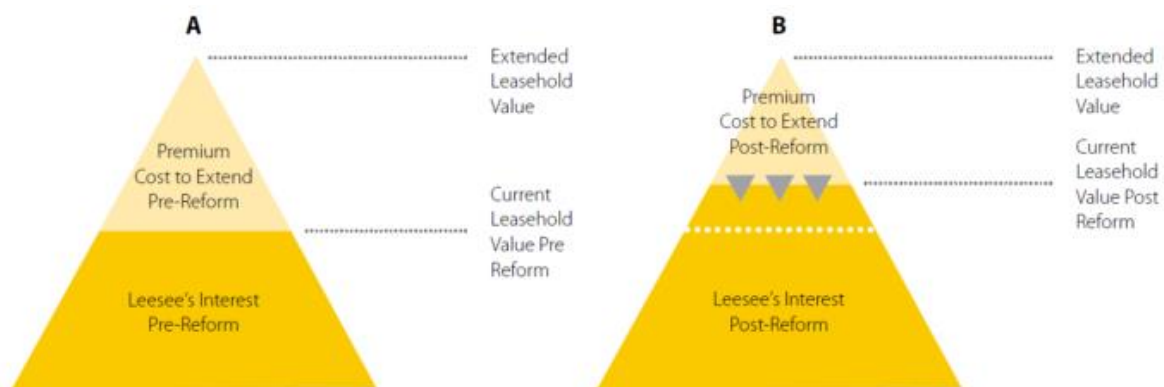 A
Extended
Leasehold
Value
Premium
Cost to Extend
Pre-Reform
Current
Leasehold
Value Pre
Reform
Leesee's Interest
Pre-Reform
B
Extended
Leasehold
Value
Premium
Cost to Extend
Post-Reform
Current
Leasehold
Value Post
Reform
Leesee's Interest
Post-Reform